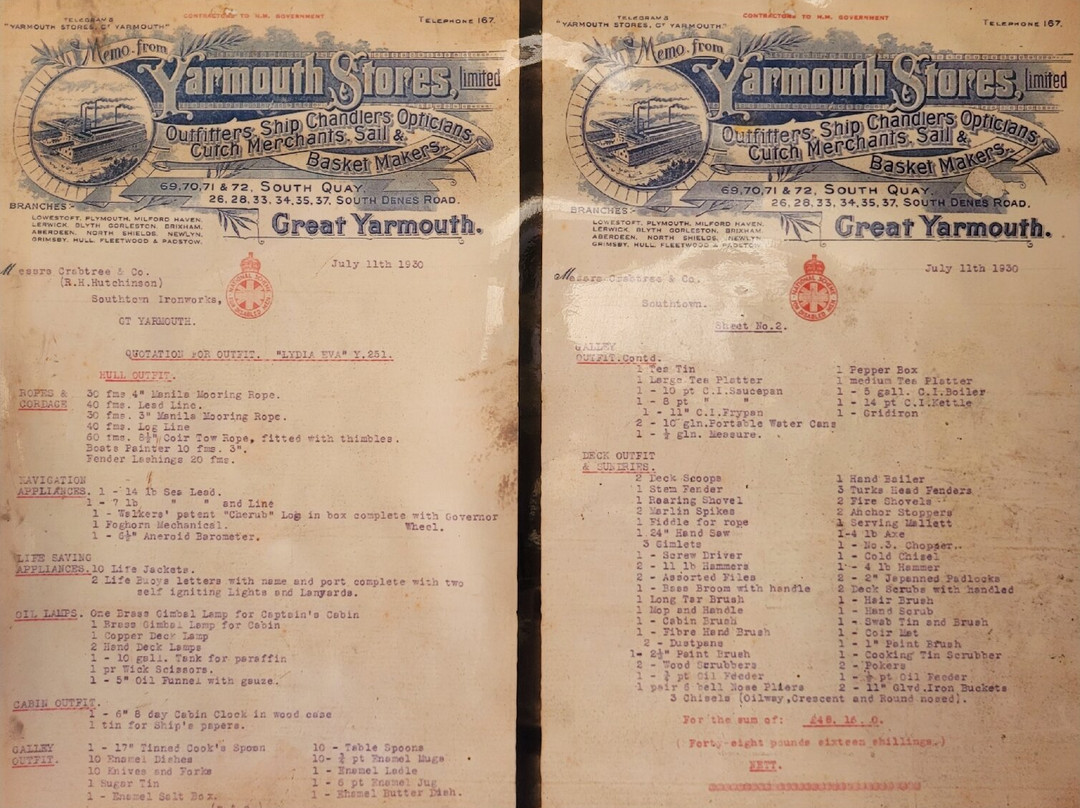 TELEGRAMS
"YARMOUTH STORES, GT YARMOUTH."
CONTRACTORS TO H.M. GOVERNMENT
TELEPHONE 167.
Memo. from
Yarmouth Stores, Limited
Outfitters, Ship Chandlers, Opticians,
Cutch Merchants, Sail &
Basket Makers.
69,70,71 & 72, SOUTH QUAY.
26, 28, 33, 34, 35, 37, SOUTH DENES ROAD.
BRANCHES:-
LOWESTOFT, PLYMOUTH, MILFORD HAVEN,
LERWICK, BLYTH GORLESTON, BRIXHAM,
ABERDEEN, NORTH SHIELDS, NEWLYN,
GRIMSBY, HULL, FLEETWOOD & PADSTOW.
Great Yarmouth.
July 11th 1930
Messrs Crabtree & Co.
(R.H.Hutchinson)
Southtown Ironworks,
GT YARMOUTH.
NATIONAL SCHEME
FOR DISABLED MEN
QUOTATION FOR OUTFIT. "LYDIA EVA" Y.251.
HULL OUTFIT.
ROPES &
CORDAGE
30 fms 4" Manila Mooring Rope.
40 fms. Lead Line.
30 fms. 3" Manila Mooring Rope.
40 fms. Log Line
60 fms. 8½" Coir Tow Rope, fitted with thimbles.
Boats Painter 10 fms. 3".
Fender Lashings 20 fms.
NAVIGATION
APPLIANCES. 1 - 14 lb Sea Lead.
1 - 7 lb " " and Line
1 - Walkers' patent "Cherub" Log in box complete with Governor
Wheel.
1 Foghorn Mechanical.
1 - 6½" Aneroid Barometer.
LIFE SAVING
APPLIANCES. 10 Life Jackets.
2 Life Buoys letters with name and port complete with two
self igniting Lights and Lanyards.
OIL LAMPS. One Brass Gimbal Lamp for Captain's Cabin
1 Brass Gimbal Lamp for Cabin
1 Copper Deck Lamp
2 Hand Deck Lamps
1 - 10 gall. Tank for paraffin
1 pr Wick Scissors.
1 - 5" Oil Funnel with gauze.
CABIN OUTFIT.
1 - 6" 8 day Cabin Clock in wood case
1 tin for Ship's papers.
GALLEY
OUTFIT.
1 - 17" Tinned Cook's Spoon 10 - Table Spoons
10 Enamel Dishes 10- ¾ pt Enamel Mugs
10 Knives and Forks 1 - Enamel Ladle
1 Sugar Tin 1 - 6 pt Enamel Jug
1 - Enamel Salt Box. 1 - Enamel Butter Dish.
TELEGRAMS
"YARMOUTH STORES, GT YARMOUTH."
CONTRACTORS TO H.M. GOVERNMENT
TELEPHONE 167.
Memo. from
Yarmouth Stores, Limited
Outfitters, Ship Chandlers, Opticians,
Cutch Merchants, Sail &
Basket Makers.
69,70,71 & 72, SOUTH QUAY.
26, 28, 33, 34, 35, 37, SOUTH DENES ROAD.
BRANCHES:-
LOWESTOFT, PLYMOUTH, MILFORD HAVEN,
LERWICK, BLYTH GORLESTON, BRIXHAM,
ABERDEEN, NORTH SHIELDS, NEWLYN,
GRIMSBY, HULL, FLEETWOOD & PADSTOW.
Great Yarmouth.
July 11th 1930
Messrs Crabtree & Co.
Southtown.
NATIONAL SCHEME
FOR DISABLED MEN
Sheet No.2.
GALLEY
OUTFIT.Contd.
1 Tea Tin 1 Pepper Box
1 Large Tea Platter 1 medium Tea Platter
1 - 10 pt C.I.Saucepan 1 - 5 gall. C.I.Boiler
1 - 8 pt " " 1 - 14 pt C.I.Kettle
1 - 11" C.I.Frypan 1 - Gridiron
2 - 10 gln.Portable Water Cans
1 - ½ gln. Measure.
DECK OUTFIT
& SUNDRIES.
2 Deck Scoops 1 Hand Bailer
1 Stem Fender 3 Turks Head Fenders
1 Roaring Shovel 2 Fire Shovels
2 Marlin Spikes 2 Anchor Stoppers
1 Fiddle for rope 1 Serving Mallett
1 24" Hand Saw 1-4 lb Axe
3 Gimlets 1 - No.3. Chopper.
1 - Screw Driver 1 - Cold Chisel
2 - 11 lb Hammers 1- 4 lb Hammer
2 - Assorted Files 2 - 2" Japanned Padlocks
1 - Bass Broom with handle 2 Deck Scrubs with handled
1 Long Tar Brush 1 - Hair Brush
1 Mop and Handle 1 - Hand Scrub
1 - Cabin Brush 1 - Swab Tin and Brush
1 - Fibre Hand Brush 1 - Coir Mat
2 - Dustpans 1 - 1" Paint Brush
1- 2½" Paint Brush 1 - Cooking Tin Scrubber
2 - Wood Scrubbers 2 - Pokers
1 - pt Oil Feeder 1 - pt Oil Feeder
1 pair bell Nose Pliers 2 - 11" Glvd.Iron Buckets
3 Chisels (Oilway,Crescent and Round nosed).
For the sum of: £48. 16. 0.
( Forty-eight pounds sixteen shillings.)
NETT.